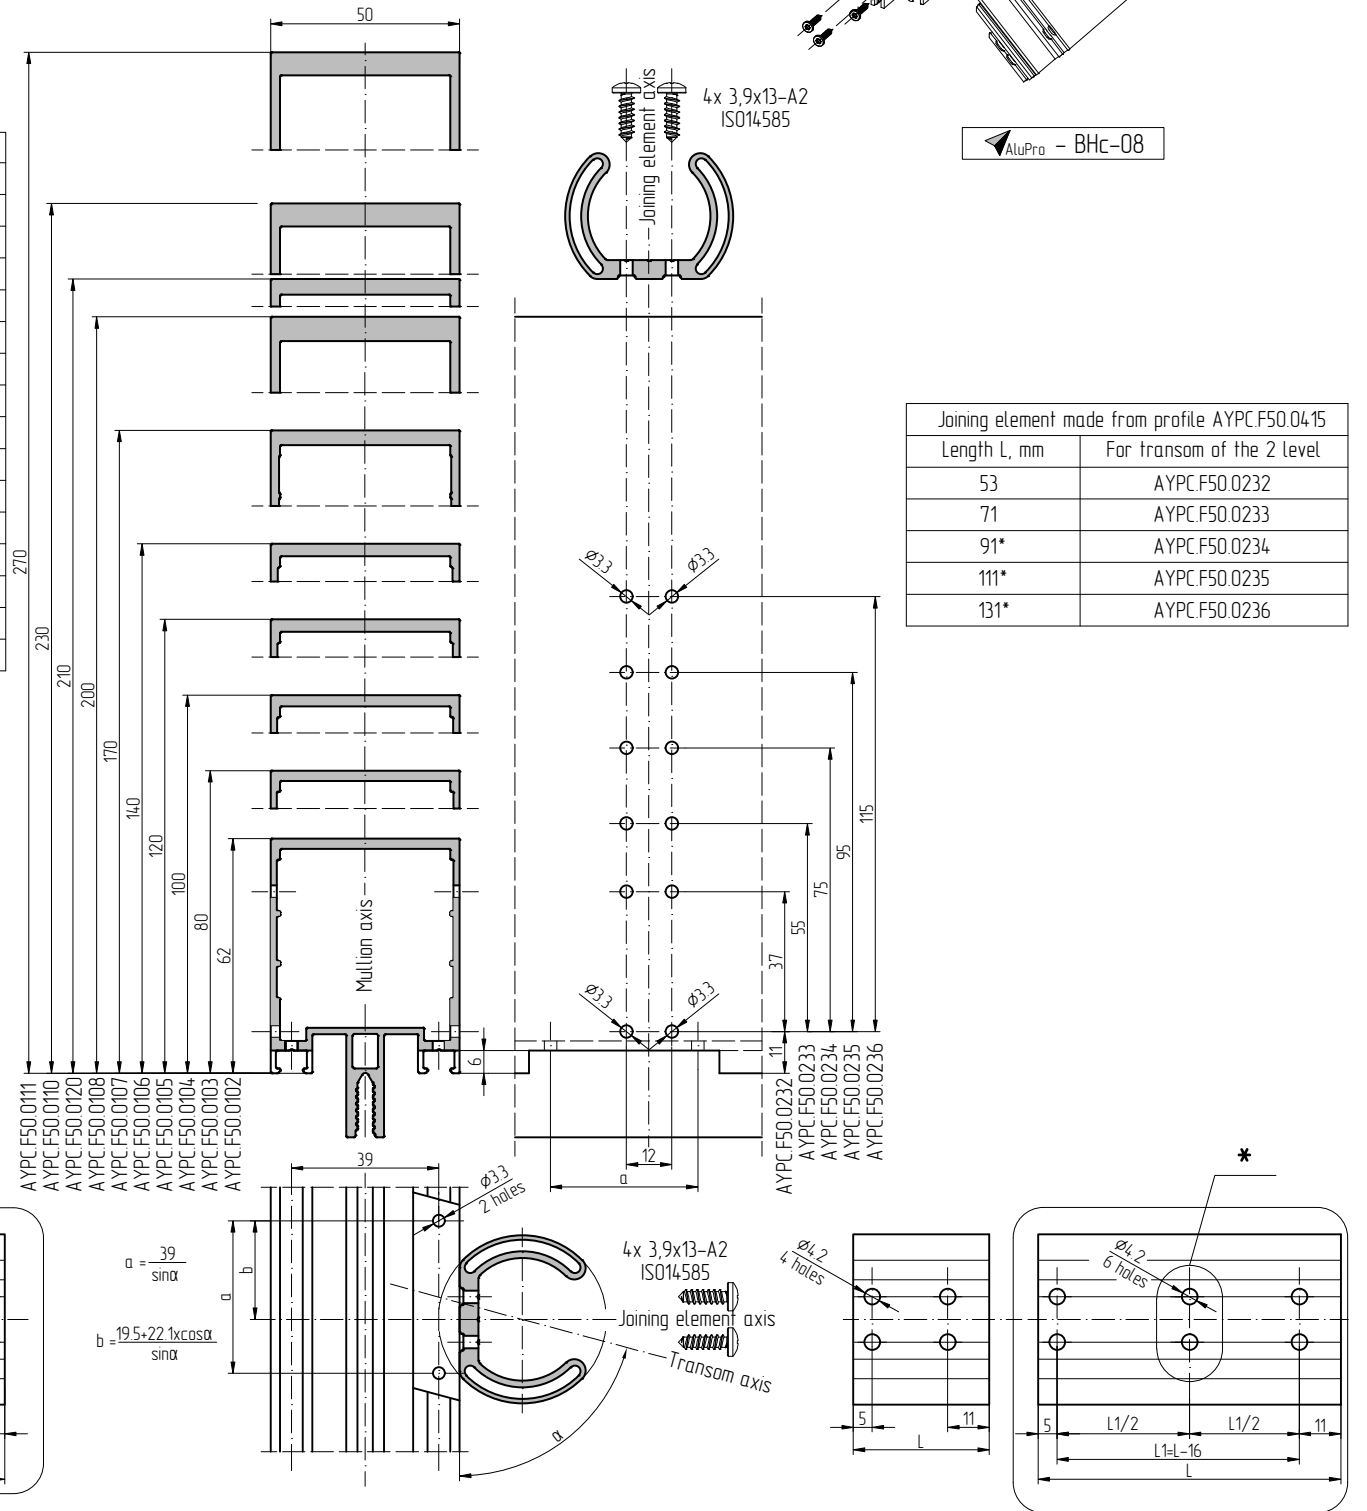 50
4x 3,9x13-A2
ISO14585
Joining element axis
AluPro - BHc-08
Joining element made from profile AYPC.F50.0415
Length L, mm For transom of the 2 level
53 AYPC.F50.0232
71 AYPC.F50.0233
91* AYPC.F50.0234
111* AYPC.F50.0235
131* AYPC.F50.0236
270
230
210
200
170
140
120
100
80
62
Mullion axis
6
Ø3.3
Ø3.3
Ø3.3
Ø3.3
115
95
75
55
37
11
AYPC.F50.0111
AYPC.F50.0110
AYPC.F50.0120
AYPC.F50.0108
AYPC.F50.0107
AYPC.F50.0106
AYPC.F50.0105
AYPC.F50.0104
AYPC.F50.0103
AYPC.F50.0102
AYPC.F50.0232
AYPC.F50.0233
AYPC.F50.0234
AYPC.F50.0235
AYPC.F50.0236
12
a
39
Ø3.3
2 holes
a = 39 / sinα
b = 19.5+22.1xcosα / sinα
a
b
4x 3,9x13-A2
ISO14585
Joining element axis
Transom axis
α
Ø4.2
4 holes
5
11
L
*
Ø4.2
6 holes
5
L1/2
L1/2
11
L1=L-16
L